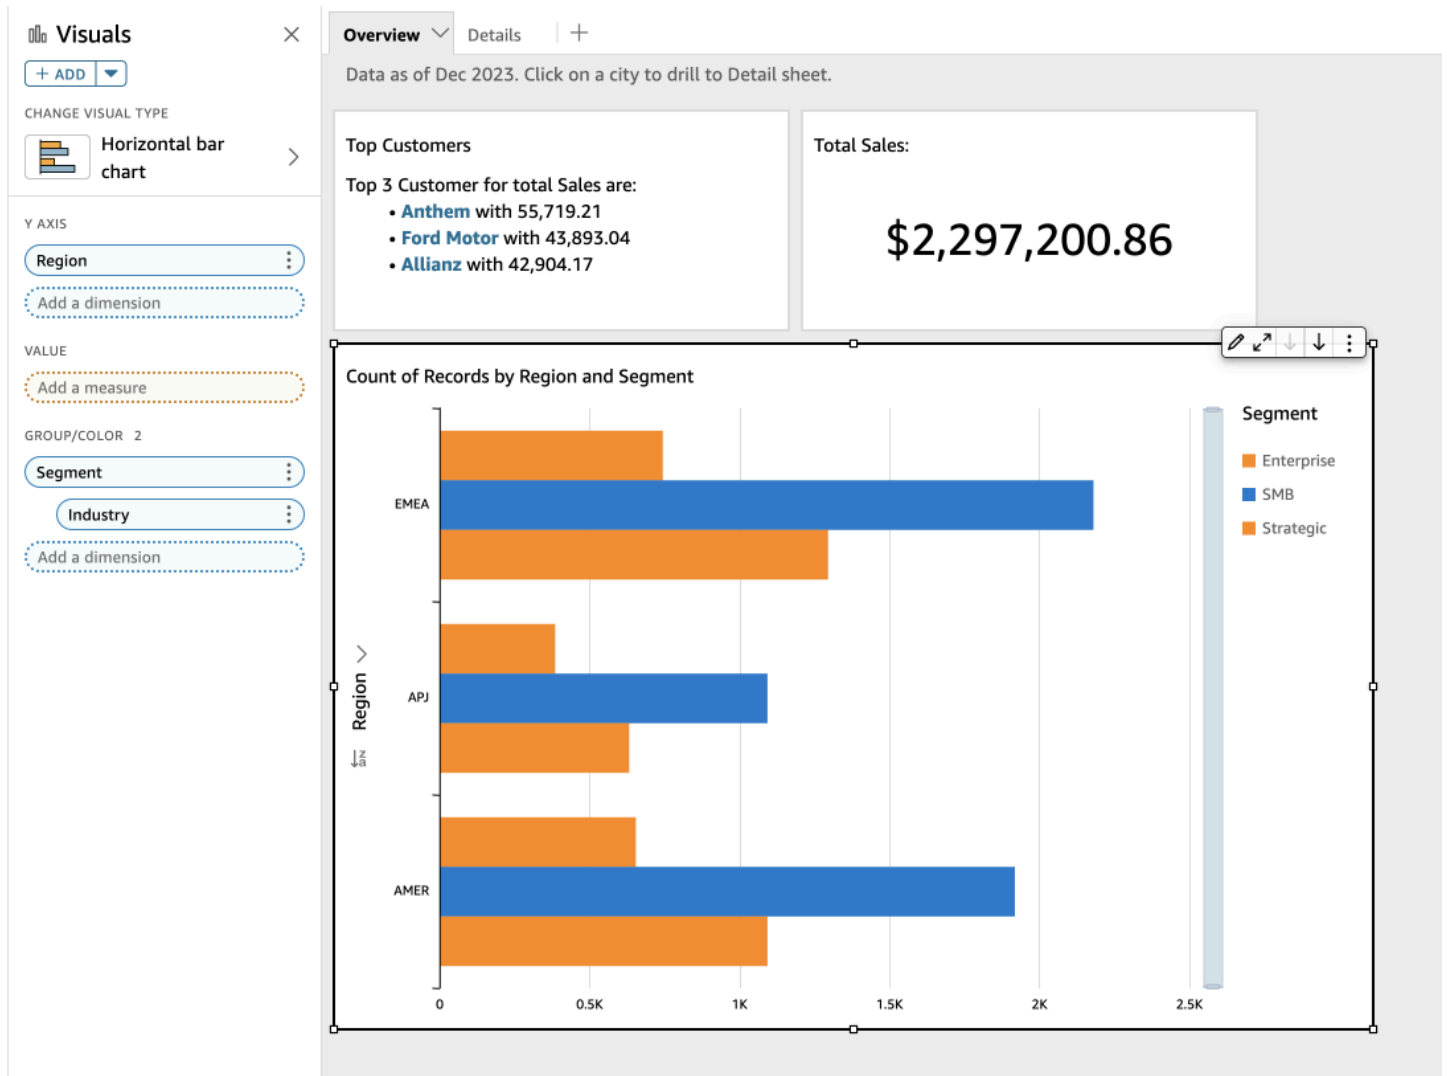 Visuals
+ ADD
CHANGE VISUAL TYPE
Horizontal bar
chart
Y AXIS
Region
Add a dimension
VALUE
Add a measure
GROUP/COLOR 2
Segment
Industry
Add a dimension
Overview
Details
Data as of Dec 2023. Click on a city to drill to Detail sheet.
Top Customers
Top 3 Customer for total Sales are:
• Anthem with 55,719.21
• Ford Motor with 43,893.04
• Allianz with 42,904.17
Total Sales:
$2,297,200.86
Count of Records by Region and Segment
Region
EMEA
APJ
AMER
0 0.5K 1K 1.5K 2K 2.5K
Segment
Enterprise
SMB
Strategic